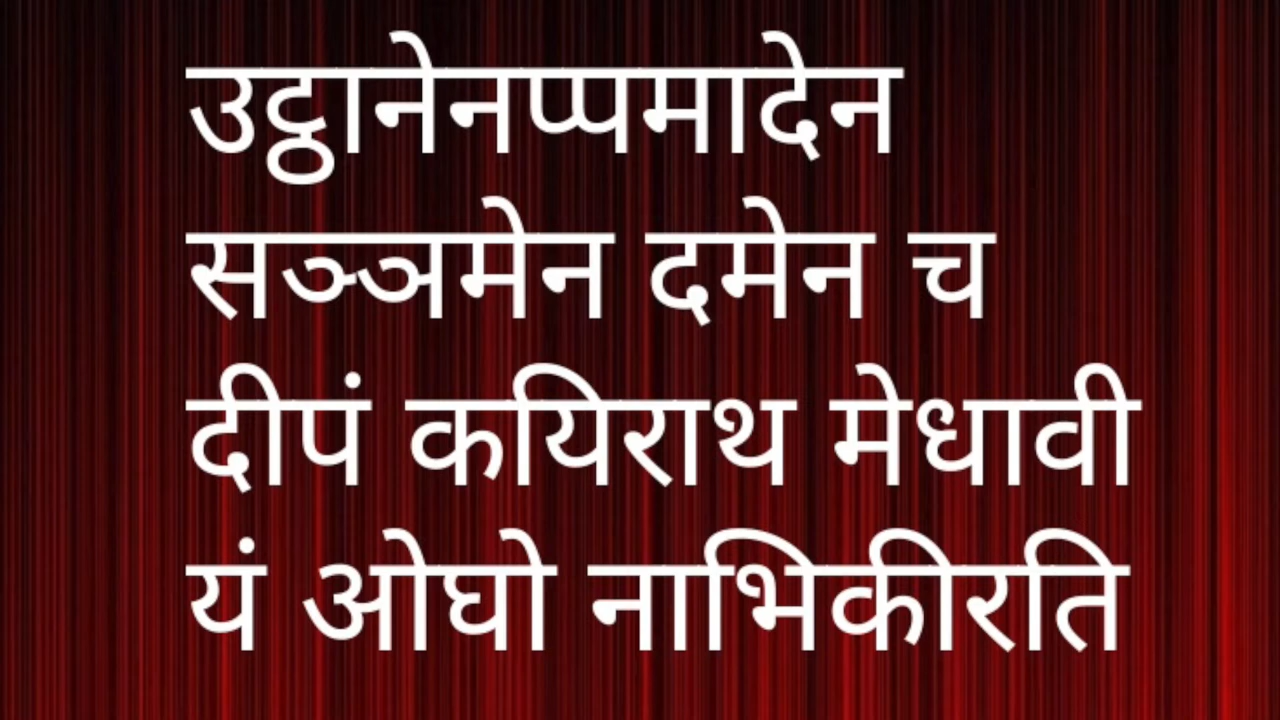 उट्ठानेनप्पमादेन
सञ्ञमेन दमेन च
दीपं कयिराथ मेधावी
यं ओघो नाभिकीरति